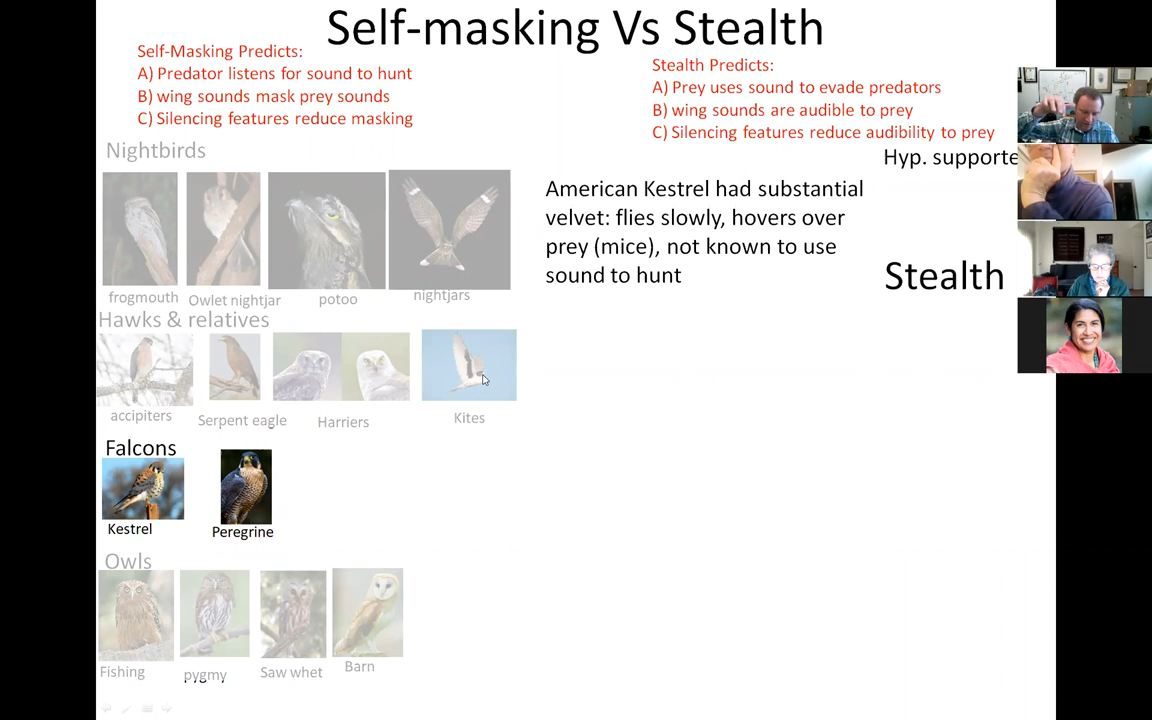 Self-masking Vs Stealth
Self-Masking Predicts:
A) Predator listens for sound to hunt
B) wing sounds mask prey sounds
C) Silencing features reduce masking
Stealth Predicts:
A) Prey uses sound to evade predators
B) wing sounds are audible to prey
C) Silencing features reduce audibility to prey
Hyp. supporte
Nightbirds
American Kestrel had substantial
velvet: flies slowly, hovers over
prey (mice), not known to use
sound to hunt
Stealth
frogmouth Owlet nightjar potoo nightjars
Hawks & relatives
accipiters Serpent eagle Harriers Kites
Falcons
Kestrel Peregrine
Owls
Fishing pygmy Saw whet Barn